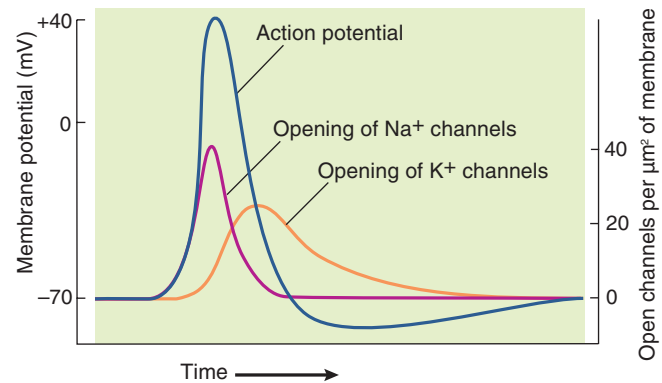 +40
0
–70
Membrane potential (mV)
Action potential
Opening of Na+ channels
Opening of K+ channels
40
20
0
Open channels per µm² of membrane
Time